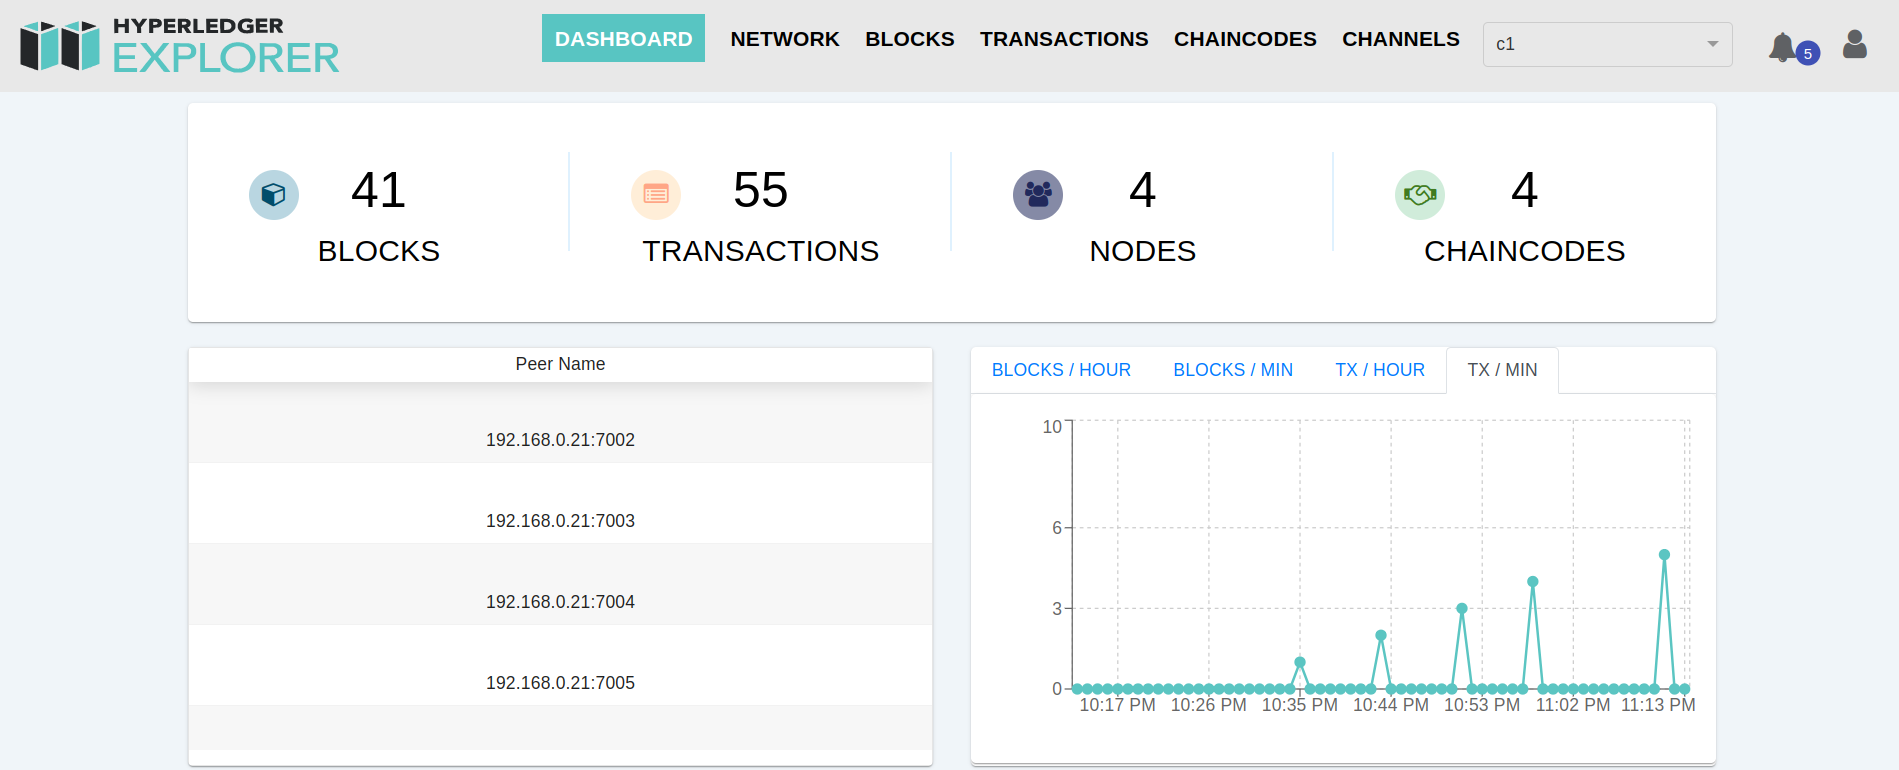 HYPERLEDGER
EXPLORER
DASHBOARD NETWORK BLOCKS TRANSACTIONS CHAINCODES CHANNELS c1 5
41 55 4 4
BLOCKS TRANSACTIONS NODES CHAINCODES
Peer Name
192.168.0.21:7002
192.168.0.21:7003
192.168.0.21:7004
192.168.0.21:7005
BLOCKS / HOUR BLOCKS / MIN TX / HOUR TX / MIN
10
6
3
0
10:17 PM 10:26 PM 10:35 PM 10:44 PM 10:53 PM 11:02 PM 11:13 PM